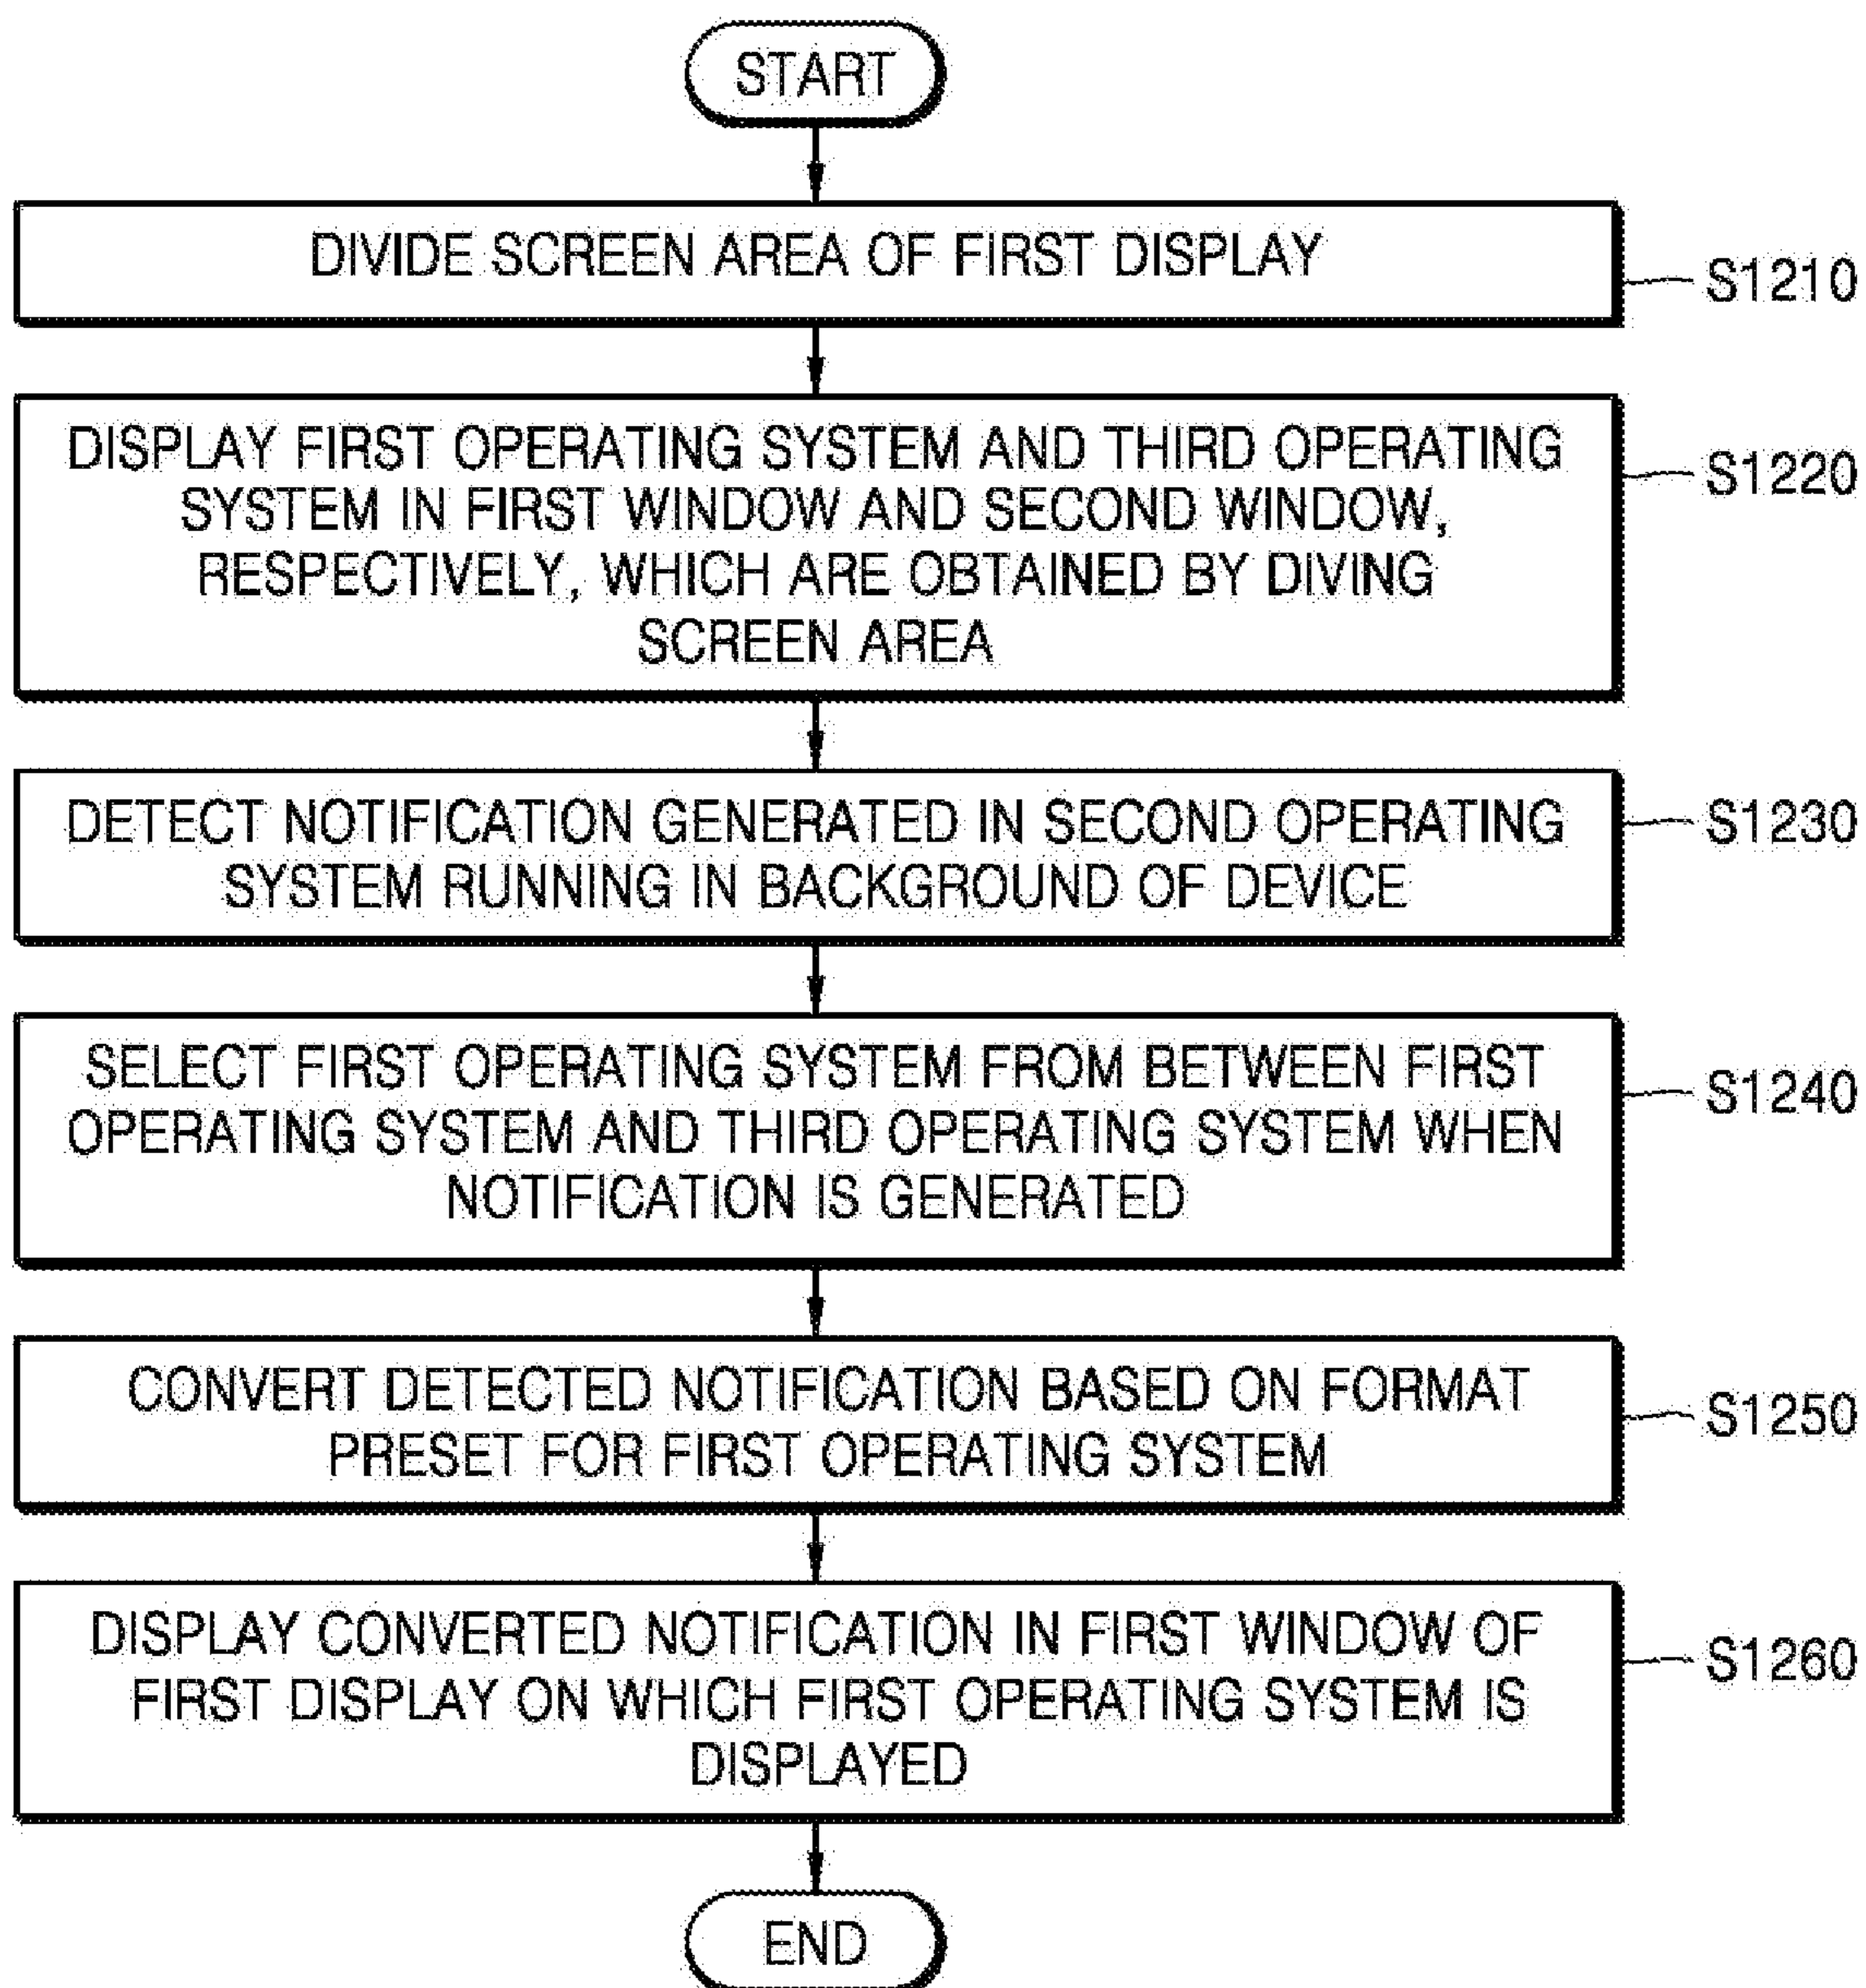 START
DIVIDE SCREEN AREA OF FIRST DISPLAY
S1210
DISPLAY FIRST OPERATING SYSTEM AND THIRD OPERATING
SYSTEM IN FIRST WINDOW AND SECOND WINDOW,
RESPECTIVELY, WHICH ARE OBTAINED BY DIVING
SCREEN AREA
S1220
DETECT NOTIFICATION GENERATED IN SECOND OPERATING
SYSTEM RUNNING IN BACKGROUND OF DEVICE
S1230
SELECT FIRST OPERATING SYSTEM FROM BETWEEN FIRST
OPERATING SYSTEM AND THIRD OPERATING SYSTEM WHEN
NOTIFICATION IS GENERATED
S1240
CONVERT DETECTED NOTIFICATION BASED ON FORMAT
PRESET FOR FIRST OPERATING SYSTEM
S1250
DISPLAY CONVERTED NOTIFICATION IN FIRST WINDOW OF
FIRST DISPLAY ON WHICH FIRST OPERATING SYSTEM IS
DISPLAYED
S1260
END